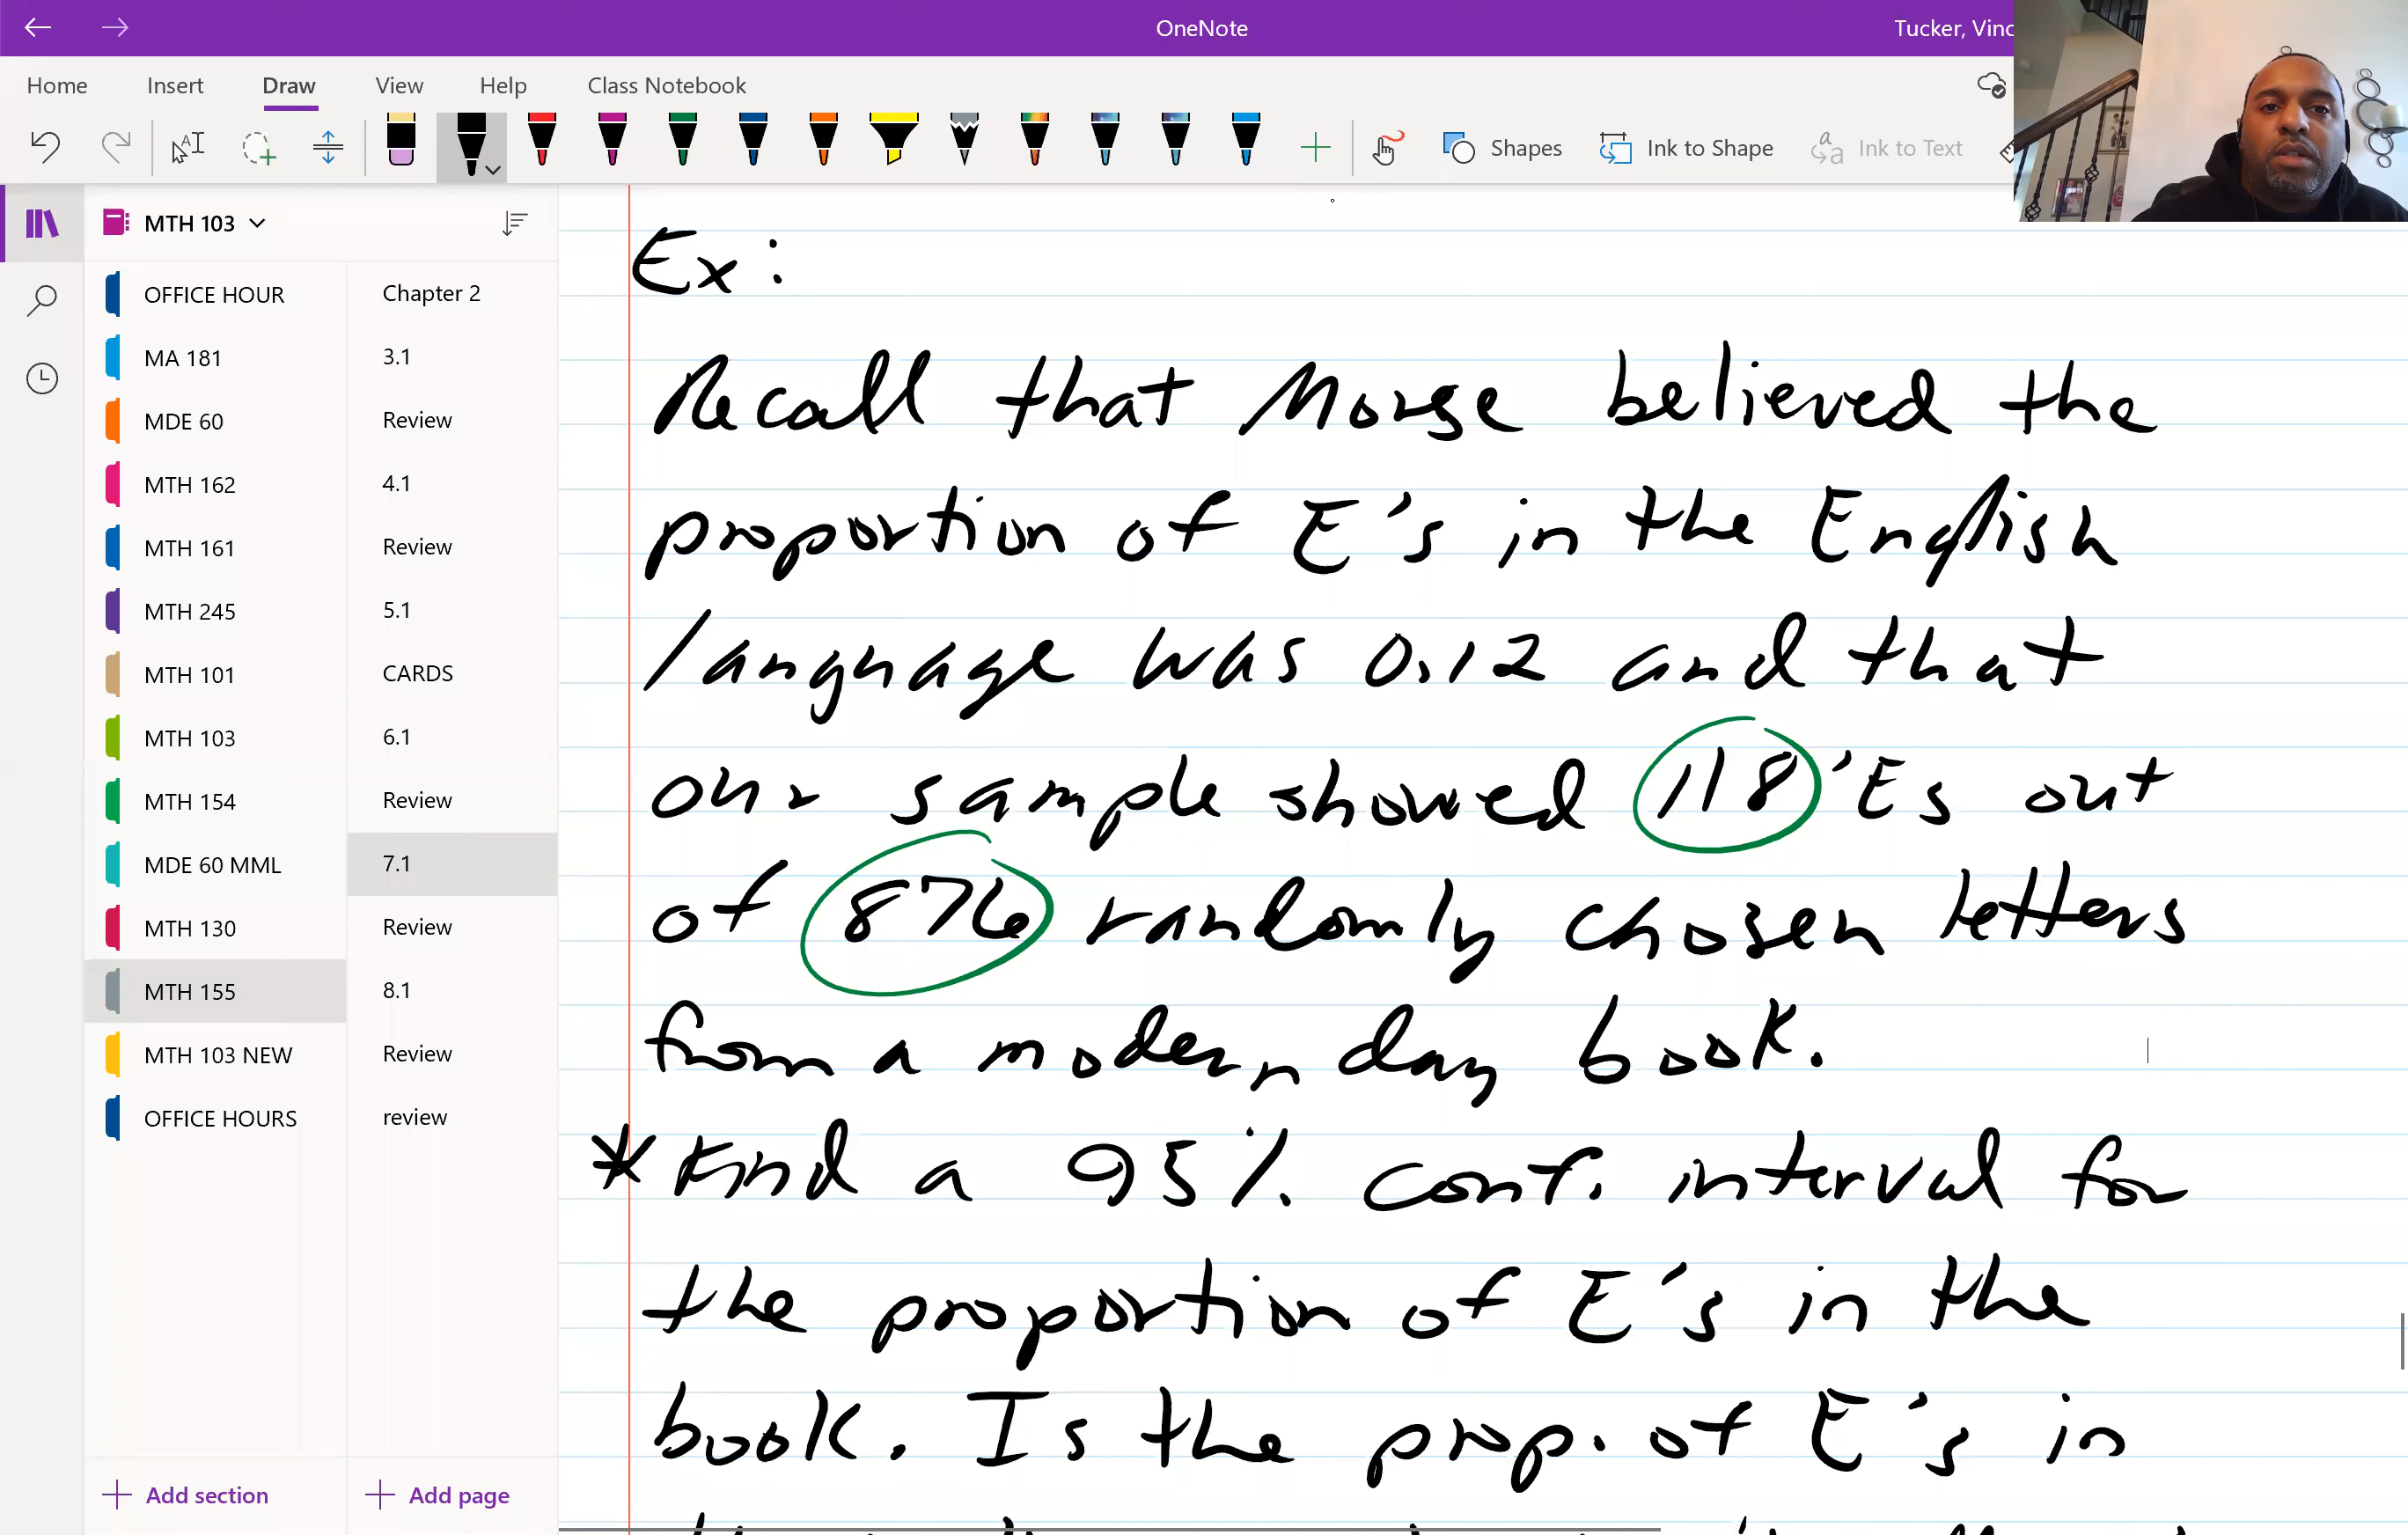 OneNote
Tucker, Vinc
Home Insert Draw View Help Class Notebook
Shapes Ink to Shape Ink to Text
MTH 103
OFFICE HOUR
MA 181
MDE 60
MTH 162
MTH 161
MTH 245
MTH 101
MTH 103
MTH 154
MDE 60 MML
MTH 130
MTH 155
MTH 103 NEW
OFFICE HOURS
Add section
Chapter 2
3.1
Review
4.1
Review
5.1
CARDS
6.1
Review
7.1
Review
8.1
Review
review
Add page
Ex:
Recall that Morse believed the
proportion of E's in the English
language was 0.12 and that
our sample showed 118 'Es out
of 876 randomly chosen letters
from a modern day book.
* Find a 95% conf. interval for
the proportion of E's in the
book. Is the prop. of E's in